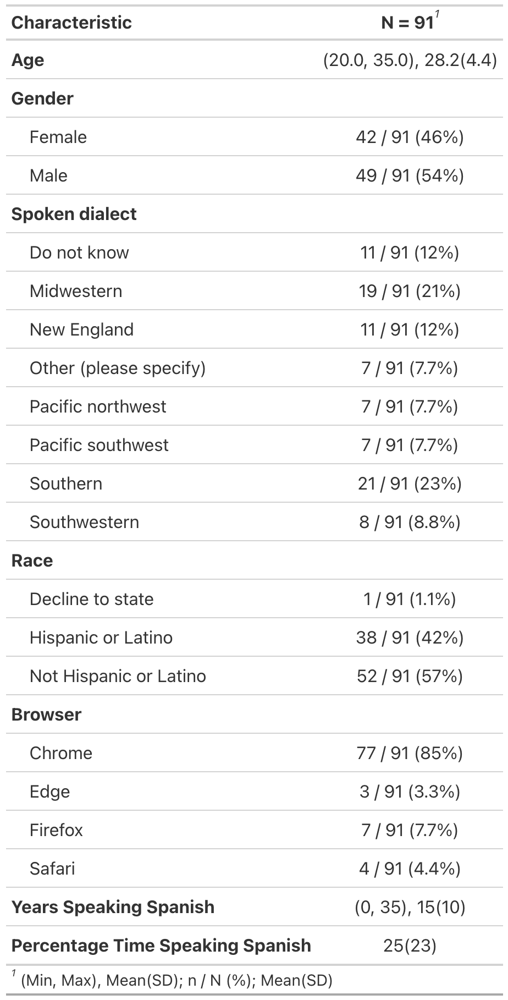 Characteristic N = 91¹
Age (20.0, 35.0), 28.2(4.4)
Gender
Female 42 / 91 (46%)
Male 49 / 91 (54%)
Spoken dialect
Do not know 11 / 91 (12%)
Midwestern 19 / 91 (21%)
New England 11 / 91 (12%)
Other (please specify) 7 / 91 (7.7%)
Pacific northwest 7 / 91 (7.7%)
Pacific southwest 7 / 91 (7.7%)
Southern 21 / 91 (23%)
Southwestern 8 / 91 (8.8%)
Race
Decline to state 1 / 91 (1.1%)
Hispanic or Latino 38 / 91 (42%)
Not Hispanic or Latino 52 / 91 (57%)
Browser
Chrome 77 / 91 (85%)
Edge 3 / 91 (3.3%)
Firefox 7 / 91 (7.7%)
Safari 4 / 91 (4.4%)
Years Speaking Spanish (0, 35), 15(10)
Percentage Time Speaking Spanish 25(23)
¹ (Min, Max), Mean(SD); n / N (%); Mean(SD)